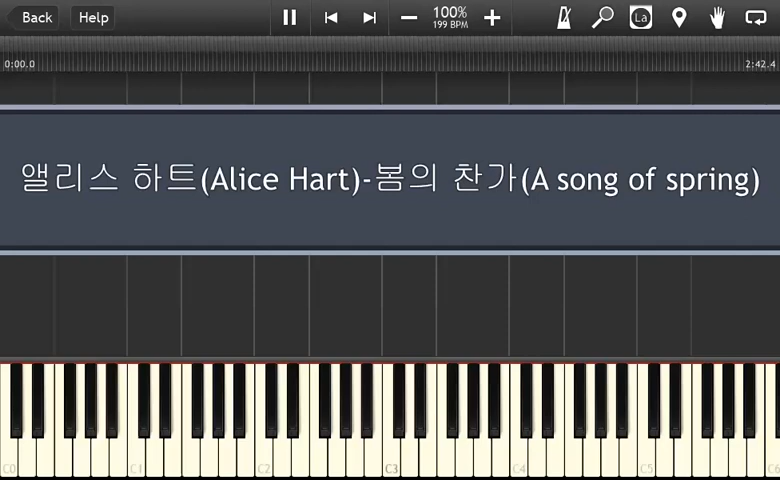 Back Help 100% La
199 BPM
0:00.0 2:42.4
앨리스 하트(Alice Hart)-봄의 찬가(A song of spring)
C0 C1 C2 C3 C4 C5 C6